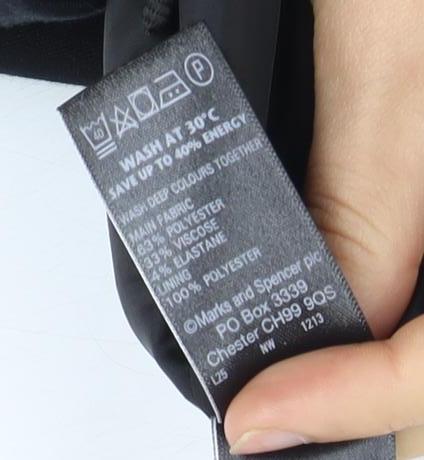 40 P
WASH AT 30°C
SAVE UP TO 40% ENERGY
WASH DEEP COLOURS TOGETHER
MAIN FABRIC
63% POLYESTER
33% VISCOSE
4% ELASTANE
LINING
100% POLYESTER
©Marks and Spencer plc
PO Box 3339
Chester CH99 9QS
L25 NW 1213